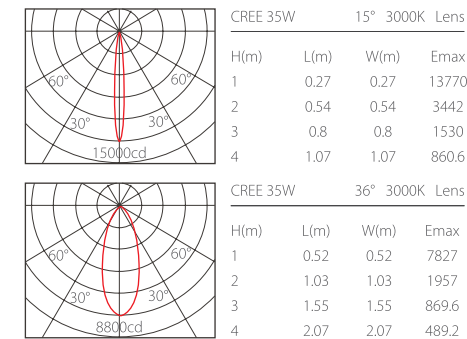 60° 60°
30° 30°
15000cd
CREE 35W 15° 3000K Lens
H(m) L(m) W(m) Emax
1 0.27 0.27 13770
2 0.54 0.54 3442
3 0.8 0.8 1530
4 1.07 1.07 860.6
60° 60°
30° 30°
8800cd
CREE 35W 36° 3000K Lens
H(m) L(m) W(m) Emax
1 0.52 0.52 7827
2 1.03 1.03 1957
3 1.55 1.55 869.6
4 2.07 2.07 489.2